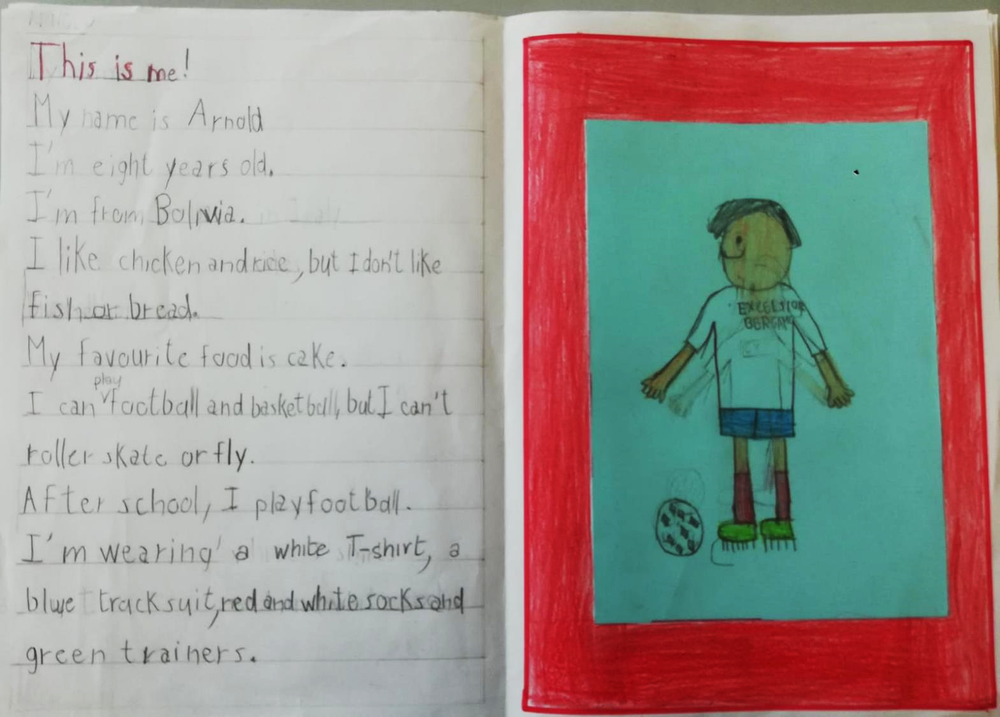 This is me!
My name is Arnold
I'm eight years old.
I'm from Bolivia.
I like chicken and rice, but I don't like
fish or bread.
My favourite food is cake.
play
I can football and basketball, but I can't
roller skate or fly.
After school, I play football.
I'm wearing a white T-shirt, a
blue tracksuit, red and white socks and
green trainers.
EXCELSIOR
BERGAMO